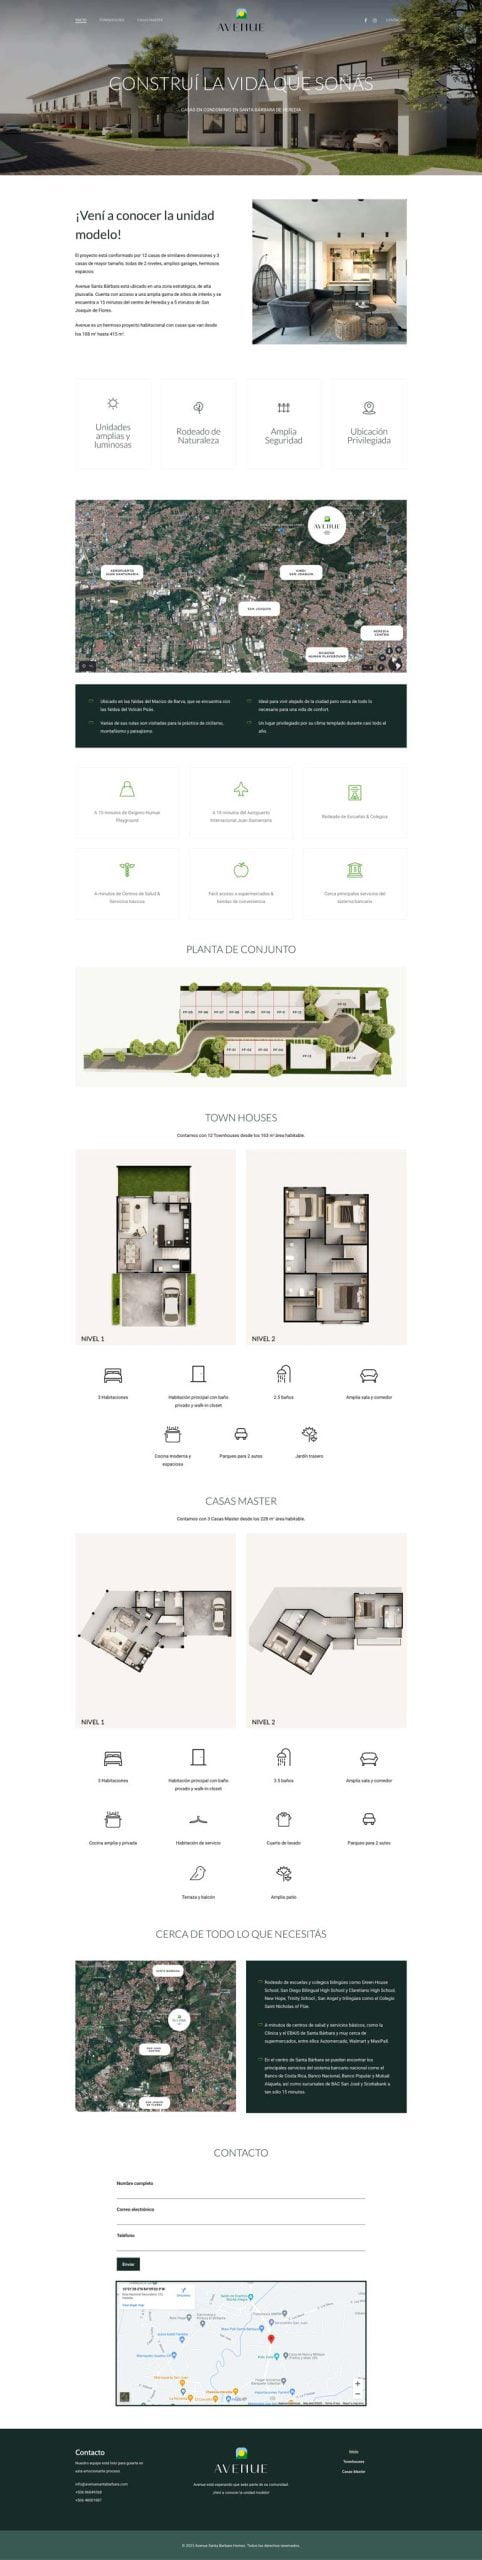 INICIO
TOWNHOUSES
CASAS MASTER
AVENUE
CONSTRUÍ LA VIDA QUE SOÑÁS
CASAS EN CONDOMINIO EN SANTA BÁRBARA DE HEREDIA
¡Vení a conocer la unidad
modelo!
El proyecto está conformado por 12 casas de similares dimensiones y 3
casas de mayor tamaño, todas de 2 niveles, amplios garages, hermosos
espacios.
Avenue Santa Bárbara está ubicado en una zona estratégica, de alta
plusvalía. Cuenta con acceso a una amplia gama de sitios de interés y se
encuentra a 15 minutos del centro de Heredia y a 5 minutos de San
Joaquín de Flores.
Avenue es un hermoso proyecto habitacional con casas que van desde
los 188 m² hasta 415 m².
Unidades
amplias y
luminosas
Rodeado de
Naturaleza
Amplia
Seguridad
Ubicación
Privilegiada
AVENUE
AEROPUERTO
JUAN SANTAMARÍA
SAN JOAQUÍN
SAN JOAQUÍN
HEREDIA
CENTRO
OXIGENO
HUMAN PLAYGROUND
Ubicado en las faldas del Macizo de Barva, que se encuentra con
las faldas del Volcán Poás.
Varias de sus rutas son visitadas para la práctica de ciclismo,
montañismo y paisajismo.
Ideal para vivir alejado de la ciudad pero cerca de todo lo
necesario para una vida de confort.
Un lugar privilegiado por su clima templado durante casi todo el
año.
A 15 minutos de Oxígeno Human
Playground
A 15 minutos del Aeropuerto
Internacional Juan Santamaría
Rodeado de Escuelas & Colegios
A minutos de Centros de Salud &
Servicios básicos
Fácil acceso a supermercados &
tiendas de conveniencia
Cerca principales servicios del
sistema bancario
PLANTA DE CONJUNTO
TOWN HOUSES
Contamos con 12 Townhouses desde los 163 m² área habitable.
NIVEL 1
NIVEL 2
3 Habitaciones
Habitación principal con baño
privado y walk-in closet
2.5 baños
Amplia sala y comedor
Cocina moderna y
espaciosa
Parqueo para 2 autos
Jardín trasero
CASAS MASTER
Contamos con 3 Casas Master desde los 228 m² área habitable.
NIVEL 1
NIVEL 2
3 Habitaciones
Habitación principal con baño
privado y walk-in closet
3.5 baños
Amplia sala y comedor
Cocina amplia y privada
Habitación de servicio
Cuarto de lavado
Parqueo para 2 autos
Terraza y balcón
Amplio patio
CERCA DE TODO LO QUE NECESITÁS
Rodeado de escuelas y colegios bilingües como Green House
School, San Diego Bilingual High School y Claretiano High School,
New Hope, Trinity School, San Angel y trilingües como el Colegio
Saint Nicholas of Flüe.
A minutos de centros de salud y servicios básicos, como la
Clínica y el EBAIS de Santa Bárbara y muy cerca de
supermercados, entre ellos Automercado, Walmart y MaxiPalí.
En el centro de Santa Bárbara se pueden encontrar los
principales servicios del sistema bancario nacional como el
Banco de Costa Rica, Banco Nacional, Banco Popular y Mutual
Alajuela, así como sucursales de BAC San José y Scotiabank a
tan sólo 15 minutos.
CONTACTO
Nombre completo
Correo electrónico
Teléfono
Enviar
Contacto
Nuestro equipo está listo para guiarte en
esta emocionante proceso.
info@avenuesantabarbara.com
AVENUE
Avenue está esperando que seás parte de su comunidad.
¡Vení a conocer la unidad modelo!
Inicio
Townhouses
Casas Master
© 2023 Avenue Santa Barbara Homes. Todos los derechos reservados.